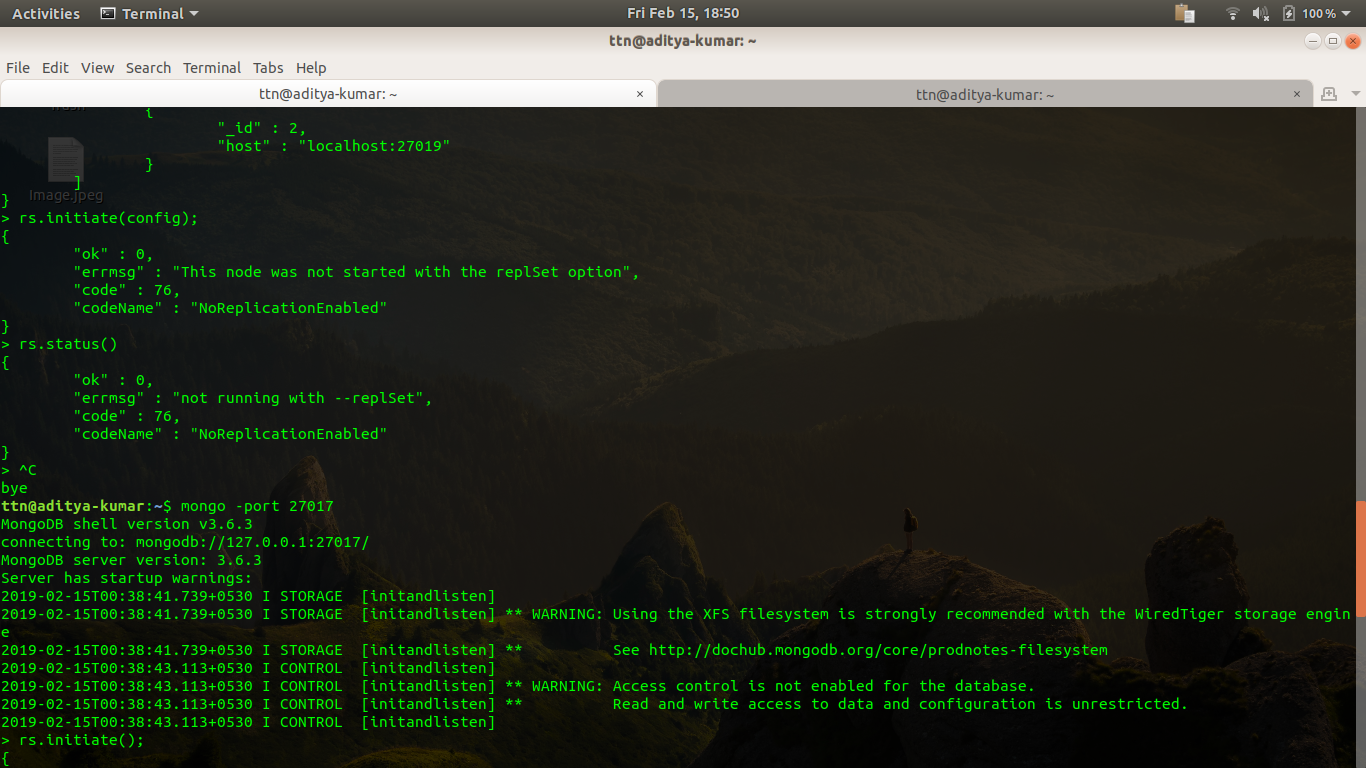 Activities Terminal Fri Feb 15, 18:50 100%
ttn@aditya-kumar: ~
File Edit View Search Terminal Tabs Help
ttn@aditya-kumar: ~ × ttn@aditya-kumar: ~ ×
{
"_id" : 2,
"host" : "localhost:27019"
}
]
Image.jpeg
}
> rs.initiate(config);
{
"ok" : 0,
"errmsg" : "This node was not started with the replSet option",
"code" : 76,
"codeName" : "NoReplicationEnabled"
}
> rs.status()
{
"ok" : 0,
"errmsg" : "not running with --replSet",
"code" : 76,
"codeName" : "NoReplicationEnabled"
}
> ^C
bye
ttn@aditya-kumar:~$ mongo -port 27017
MongoDB shell version v3.6.3
connecting to: mongodb://127.0.0.1:27017/
MongoDB server version: 3.6.3
Server has startup warnings:
2019-02-15T00:38:41.739+0530 I STORAGE  [initandlisten]
2019-02-15T00:38:41.739+0530 I STORAGE  [initandlisten] ** WARNING: Using the XFS filesystem is strongly recommended with the WiredTiger storage engin
e
2019-02-15T00:38:41.739+0530 I STORAGE  [initandlisten] **          See http://dochub.mongodb.org/core/prodnotes-filesystem
2019-02-15T00:38:43.113+0530 I CONTROL  [initandlisten]
2019-02-15T00:38:43.113+0530 I CONTROL  [initandlisten] ** WARNING: Access control is not enabled for the database.
2019-02-15T00:38:43.113+0530 I CONTROL  [initandlisten] **          Read and write access to data and configuration is unrestricted.
2019-02-15T00:38:43.113+0530 I CONTROL  [initandlisten]
> rs.initiate();
{